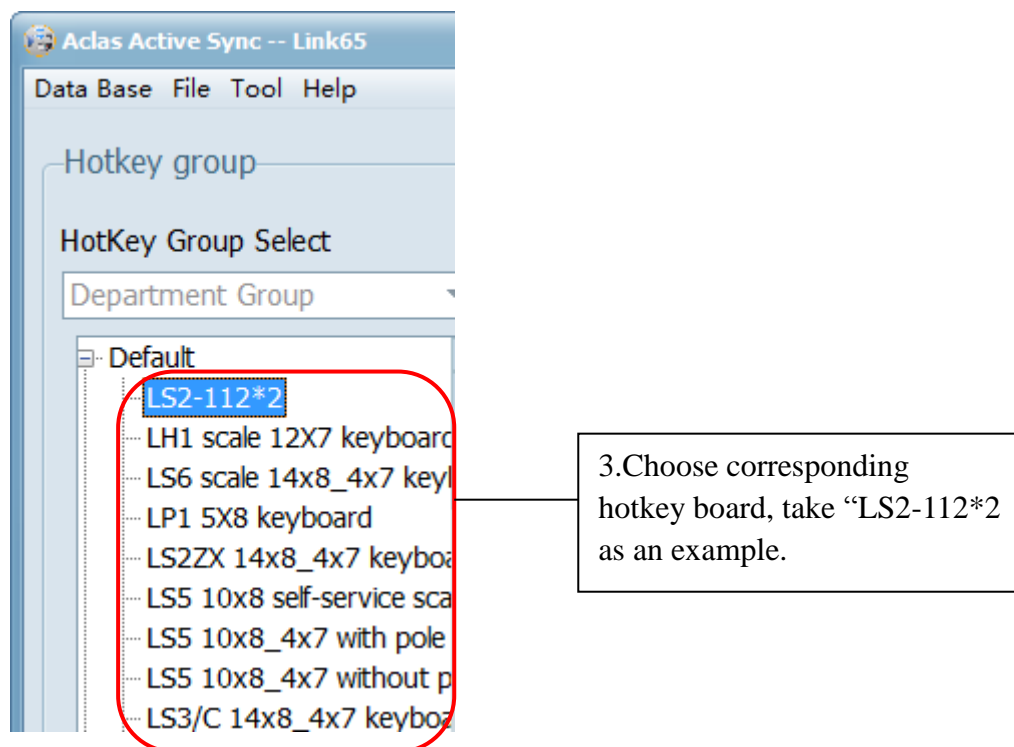 Aclas Active Sync -- Link65
Data Base File Tool Help
Hotkey group
HotKey Group Select
Department Group
Default
LS2-112*2
LH1 scale 12X7 keyboard
LS6 scale 14x8_4x7 keyl
LP1 5X8 keyboard
LS2ZX 14x8_4x7 keyboa
LS5 10x8 self-service sca
LS5 10x8_4x7 with pole
LS5 10x8_4x7 without p
LS3/C 14x8_4x7 keyboa
3.Choose corresponding
hotkey board, take “LS2-112*2
as an example.